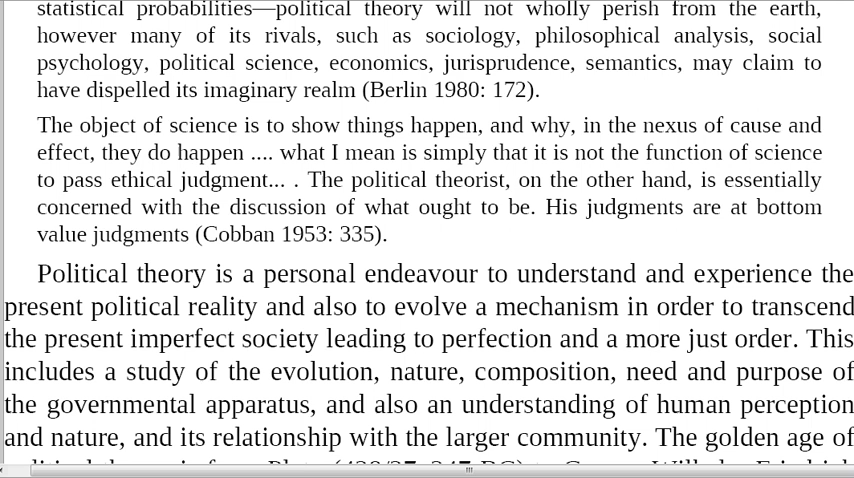 statistical probabilities—political theory will not wholly perish from the earth,
however many of its rivals, such as sociology, philosophical analysis, social
psychology, political science, economics, jurisprudence, semantics, may claim to
have dispelled its imaginary realm (Berlin 1980: 172).
The object of science is to show things happen, and why, in the nexus of cause and
effect, they do happen .... what I mean is simply that it is not the function of science
to pass ethical judgment... . The political theorist, on the other hand, is essentially
concerned with the discussion of what ought to be. His judgments are at bottom
value judgments (Cobban 1953: 335).
Political theory is a personal endeavour to understand and experience the
present political reality and also to evolve a mechanism in order to transcend
the present imperfect society leading to perfection and a more just order. This
includes a study of the evolution, nature, composition, need and purpose of
the governmental apparatus, and also an understanding of human perception
and nature, and its relationship with the larger community. The golden age of